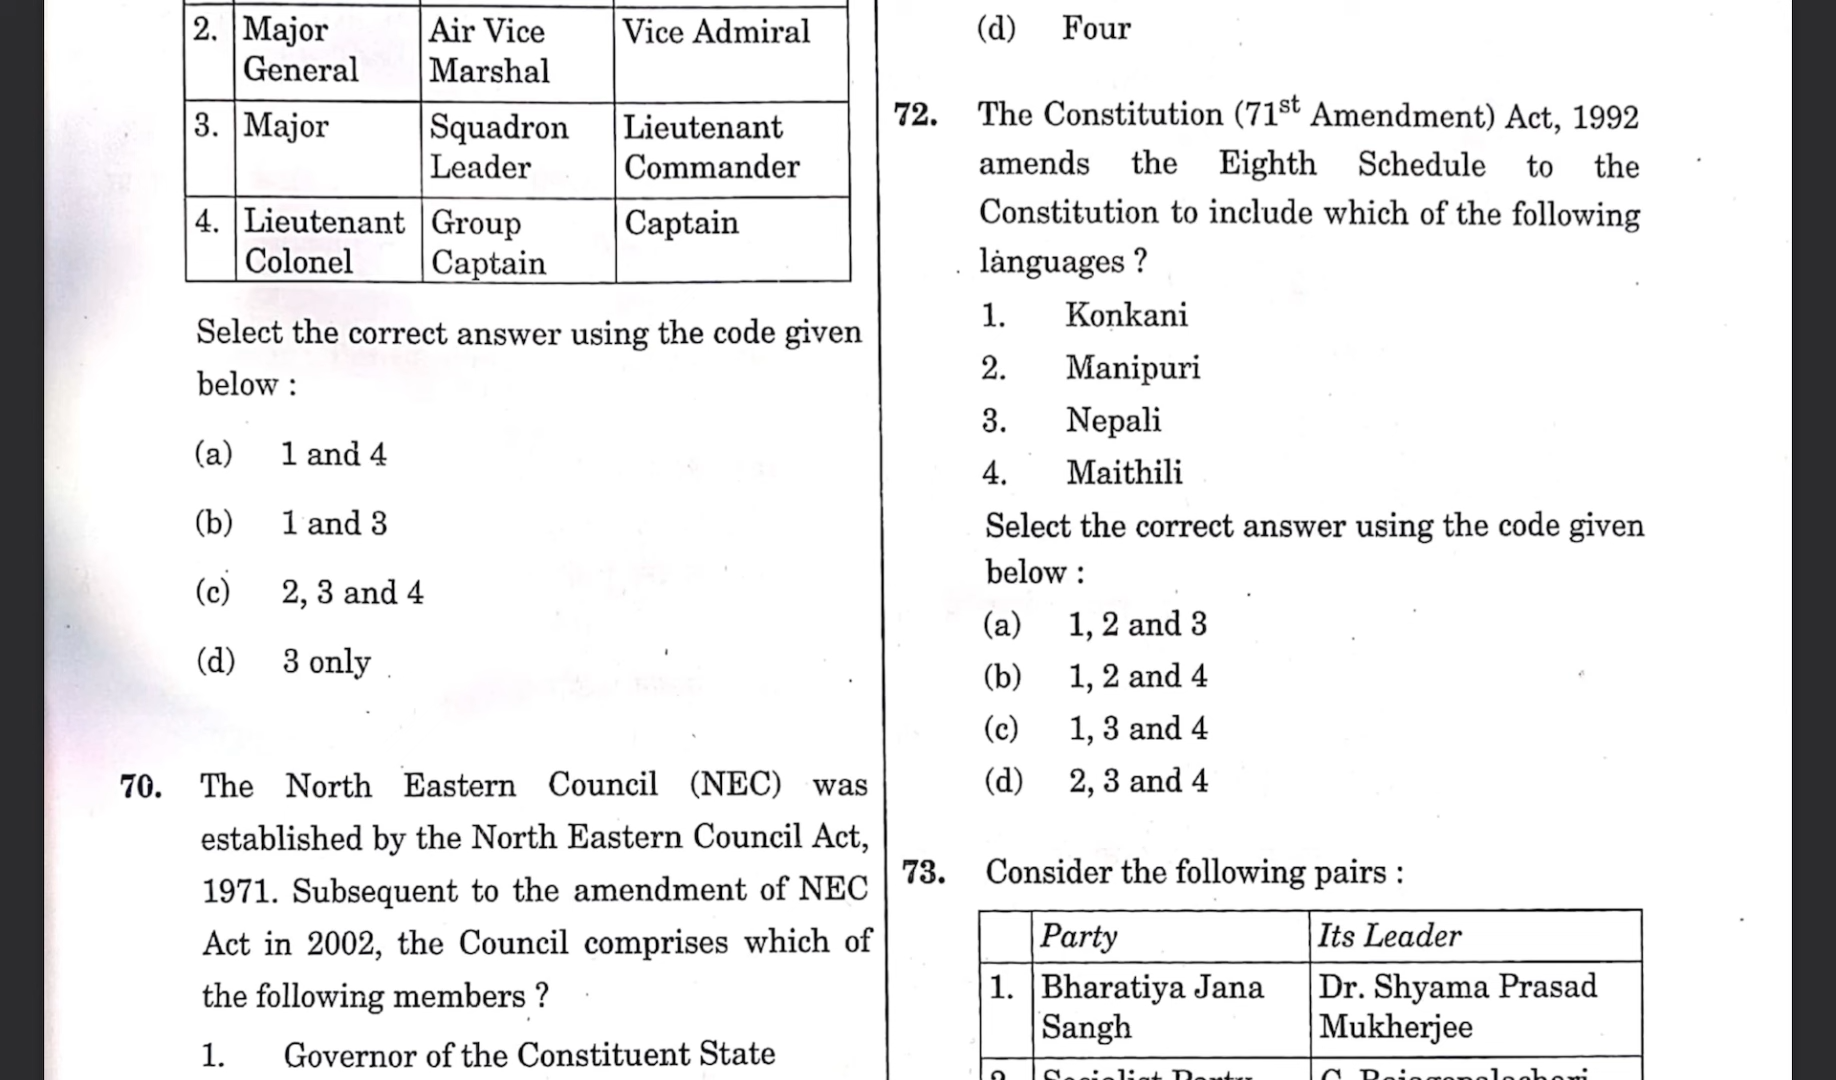 2. Major General Air Vice Marshal Vice Admiral
3. Major Squadron Leader Lieutenant Commander
4. Lieutenant Colonel Group Captain Captain
Select the correct answer using the code given
below :
(a) 1 and 4
(b) 1 and 3
(c) 2, 3 and 4
(d) 3 only
70. The North Eastern Council (NEC) was
established by the North Eastern Council Act,
1971. Subsequent to the amendment of NEC
Act in 2002, the Council comprises which of
the following members ?
1. Governor of the Constituent State
(d) Four
72. The Constitution (71st Amendment) Act, 1992
amends the Eighth Schedule to the
Constitution to include which of the following
languages ?
1. Konkani
2. Manipuri
3. Nepali
4. Maithili
Select the correct answer using the code given
below :
(a) 1, 2 and 3
(b) 1, 2 and 4
(c) 1, 3 and 4
(d) 2, 3 and 4
73. Consider the following pairs :
Party Its Leader
1. Bharatiya Jana Sangh Dr. Shyama Prasad Mukherjee
2. Socialist Party C. Rajagopalachari